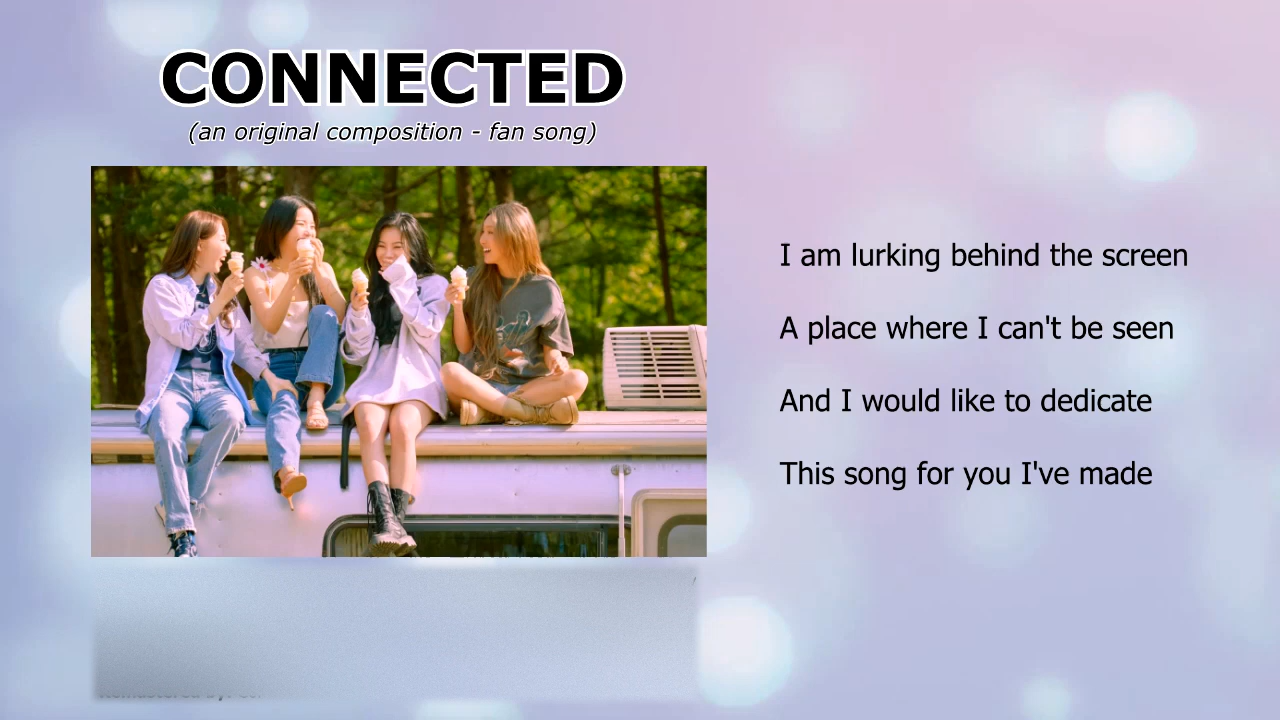 CONNECTED
(an original composition - fan song)
I am lurking behind the screen
A place where I can't be seen
And I would like to dedicate
This song for you I've made